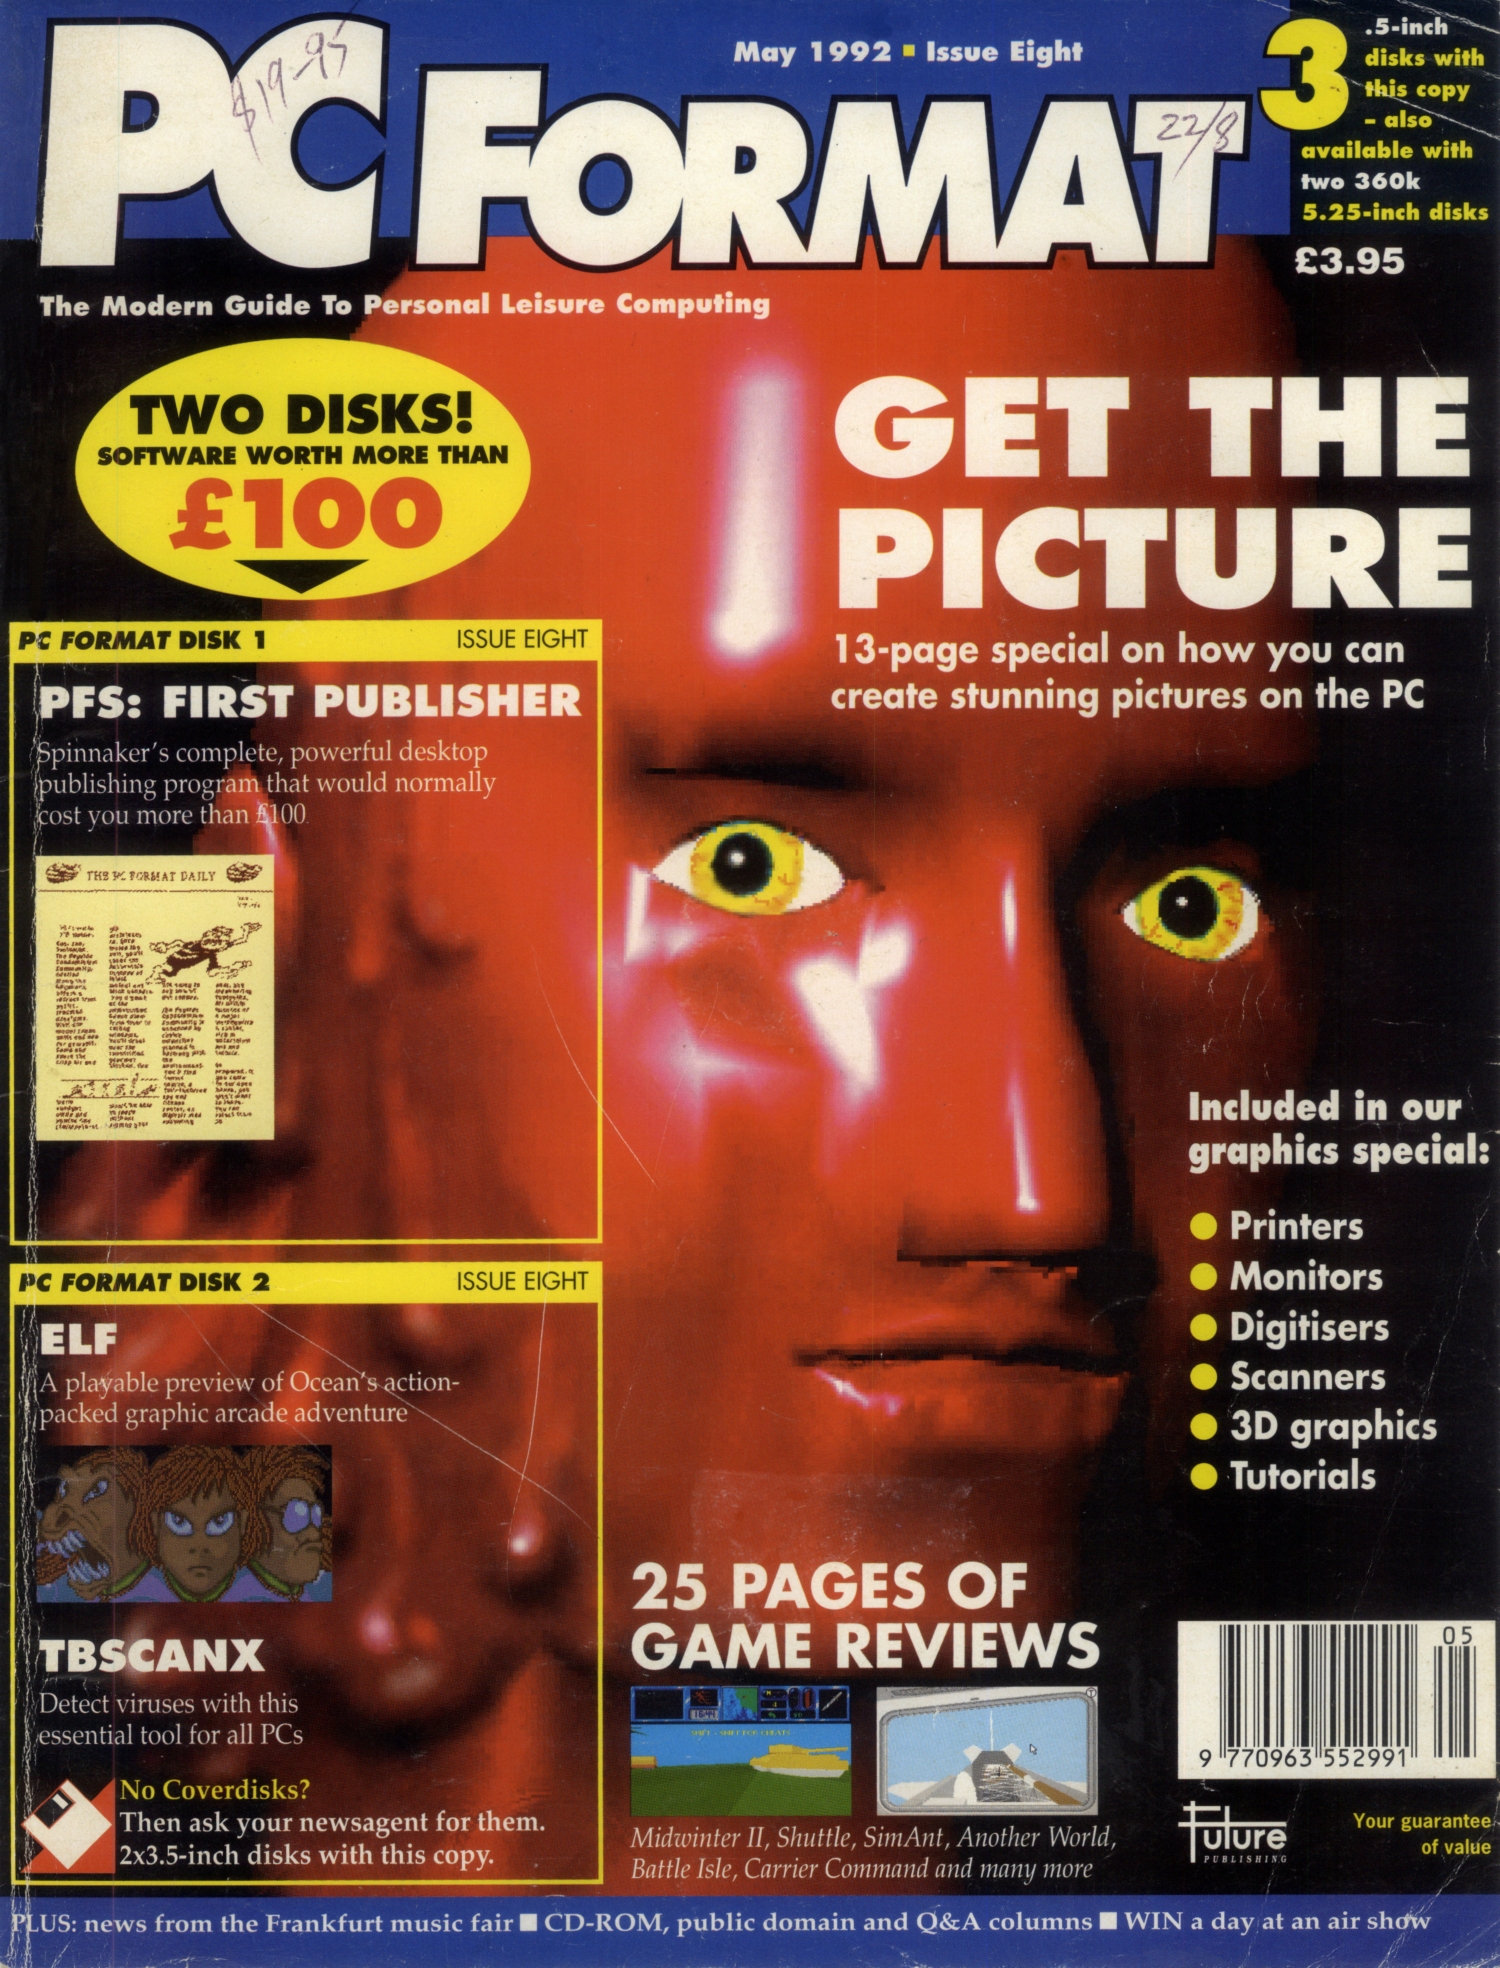 PC FORMAT
$19-95
22/8
May 1992 ■ Issue Eight
3.5-inch
disks with
this copy
– also
available with
two 360k
5.25-inch disks
£3.95
The Modern Guide To Personal Leisure Computing
TWO DISKS!
SOFTWARE WORTH MORE THAN
£100
GET THE
PICTURE
13-page special on how you can
create stunning pictures on the PC
PC FORMAT DISK 1 ISSUE EIGHT
PFS: FIRST PUBLISHER
Spinnaker's complete, powerful desktop
publishing program that would normally
cost you more than £100
THE PC FORMAT DAILY
PC FORMAT DISK 2 ISSUE EIGHT
ELF
A playable preview of Ocean's action-
packed graphic arcade adventure
TBSCANX
Detect viruses with this
essential tool for all PCs
No Coverdisks?
Then ask your newsagent for them.
2x3.5-inch disks with this copy.
Included in our
graphics special:
● Printers
● Monitors
● Digitisers
● Scanners
● 3D graphics
● Tutorials
25 PAGES OF
GAME REVIEWS
Midwinter II, Shuttle, SimAnt, Another World,
Battle Isle, Carrier Command and many more
05
9 770963 552991
Future
PUBLISHING
Your guarantee
of value
PLUS: news from the Frankfurt music fair ■ CD-ROM, public domain and Q&A columns ■ WIN a day at an air show